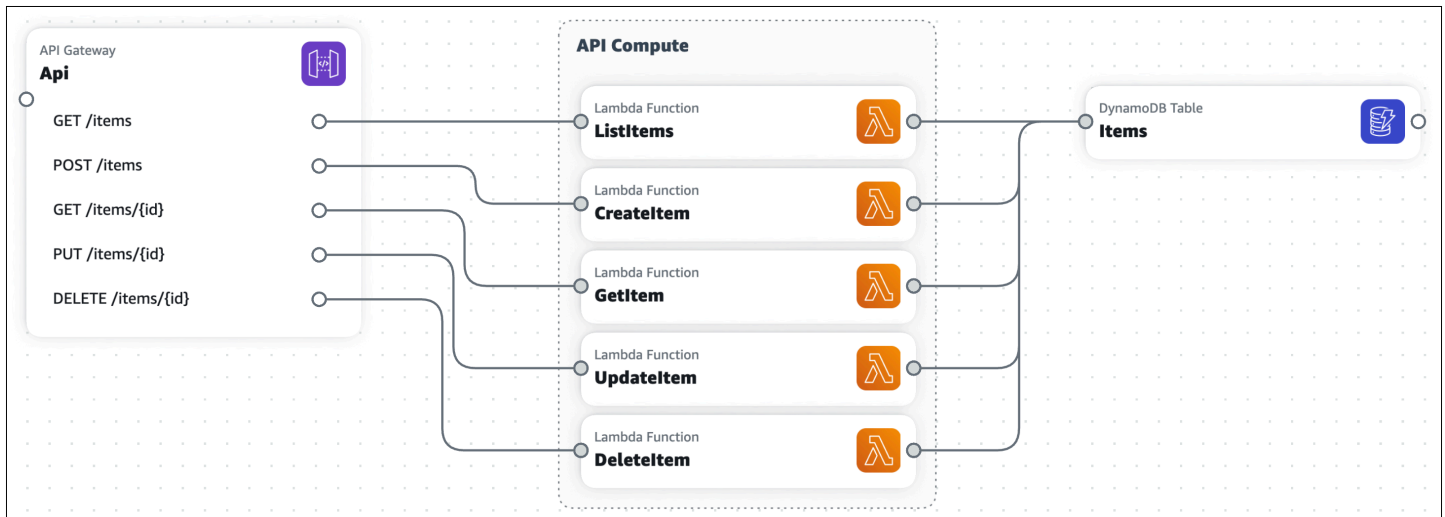 API Gateway
Api
GET /items
POST /items
GET /items/{id}
PUT /items/{id}
DELETE /items/{id}
API Compute
Lambda Function
ListItems
Lambda Function
CreateItem
Lambda Function
GetItem
Lambda Function
UpdateItem
Lambda Function
DeleteItem
DynamoDB Table
Items